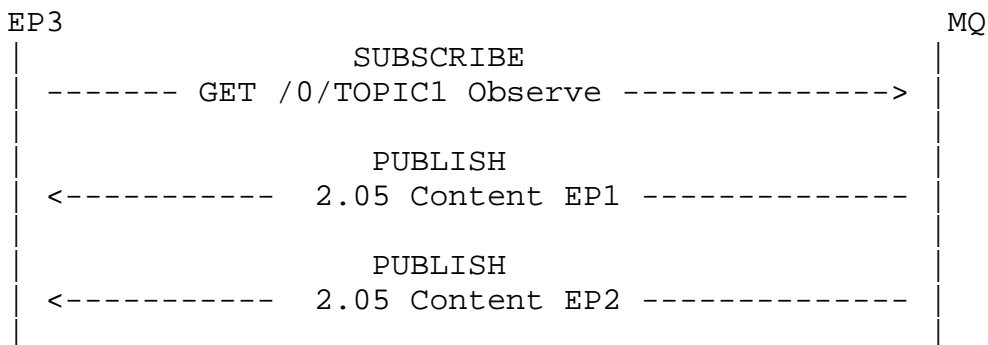 EP3 MQ
| SUBSCRIBE |
| ------- GET /0/TOPIC1 Observe --------------> |
| |
| PUBLISH |
| <----------- 2.05 Content EP1 -------------- |
| |
| PUBLISH |
| <----------- 2.05 Content EP2 -------------- |
| |